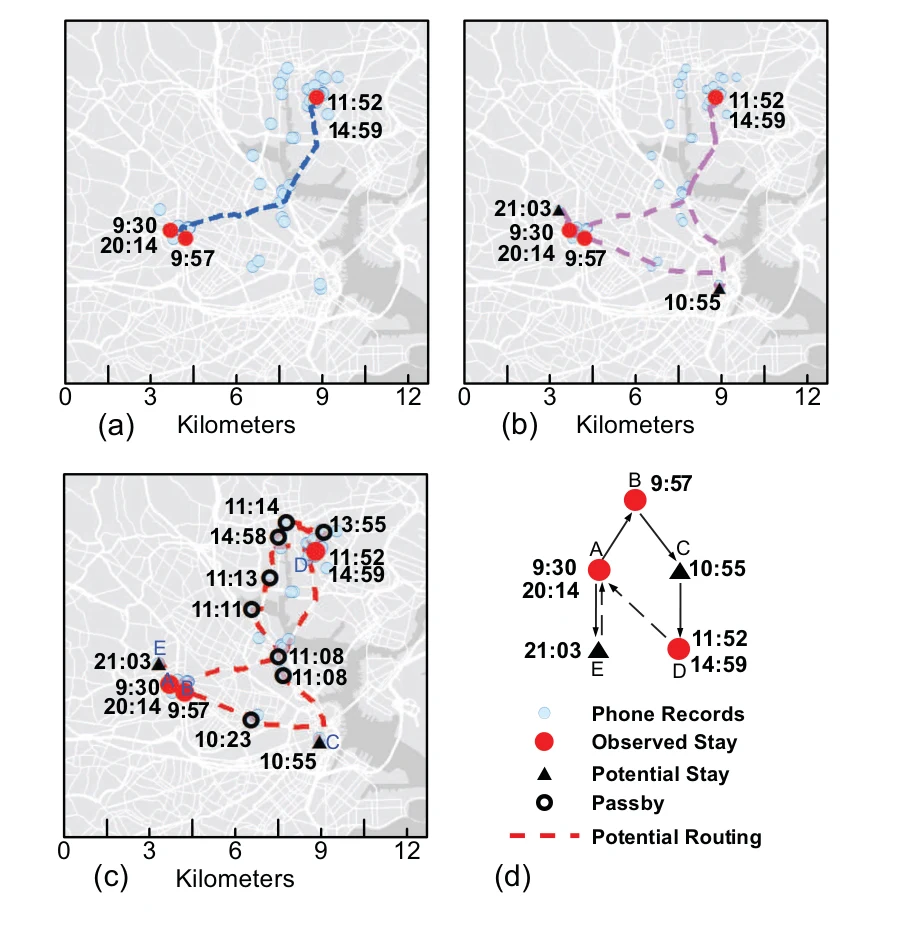 11:52
14:59
9:30
20:14
9:57
0 3 6 9 12
(a) Kilometers
11:52
14:59
21:03
9:30
20:14
9:57
10:55
0 3 6 9 12
(b) Kilometers
11:14
14:58
13:55
D
11:52
14:59
11:13
11:11
E
21:03
11:08
11:08
A
B
9:30
20:14
9:57
10:23
C
10:55
0 3 6 9 12
(c) Kilometers
B 9:57
A
9:30
20:14
C
10:55
21:03
E
11:52
14:59
D
Phone Records
Observed Stay
Potential Stay
Passby
Potential Routing
(d)